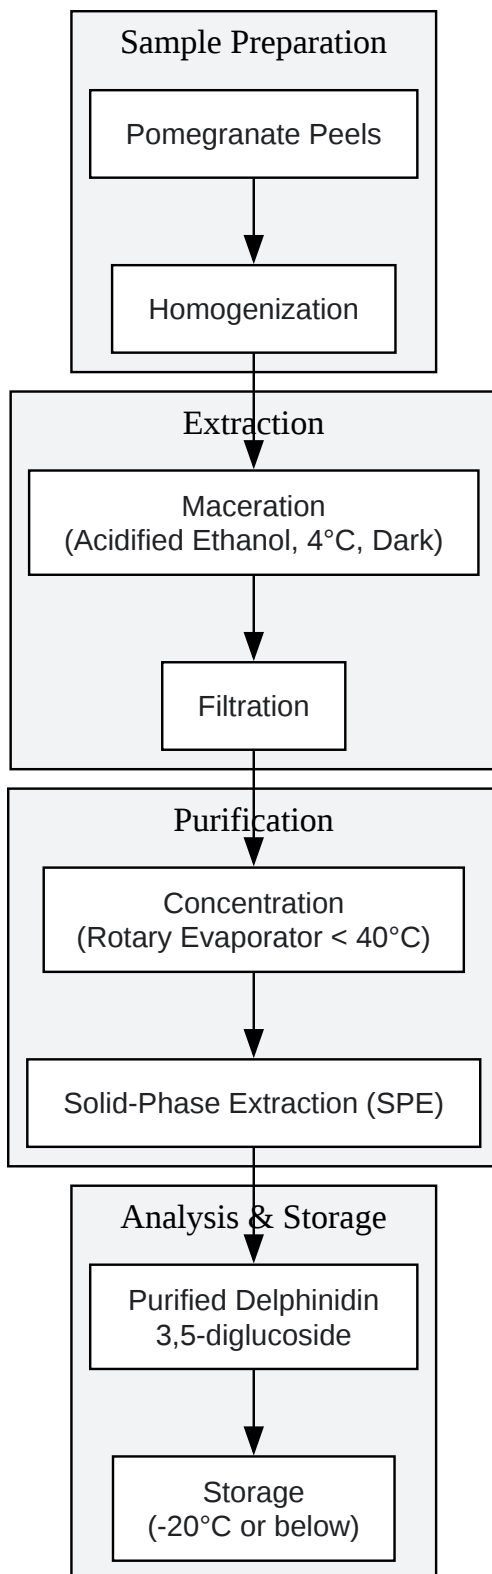 Sample Preparation
Pomegranate Peels
Homogenization
Extraction
Maceration
(Acidified Ethanol, 4°C, Dark)
Filtration
Purification
Concentration
(Rotary Evaporator < 40°C)
Solid-Phase Extraction (SPE)
Analysis & Storage
Purified Delphinidin
3,5-diglucoside
Storage
(-20°C or below)